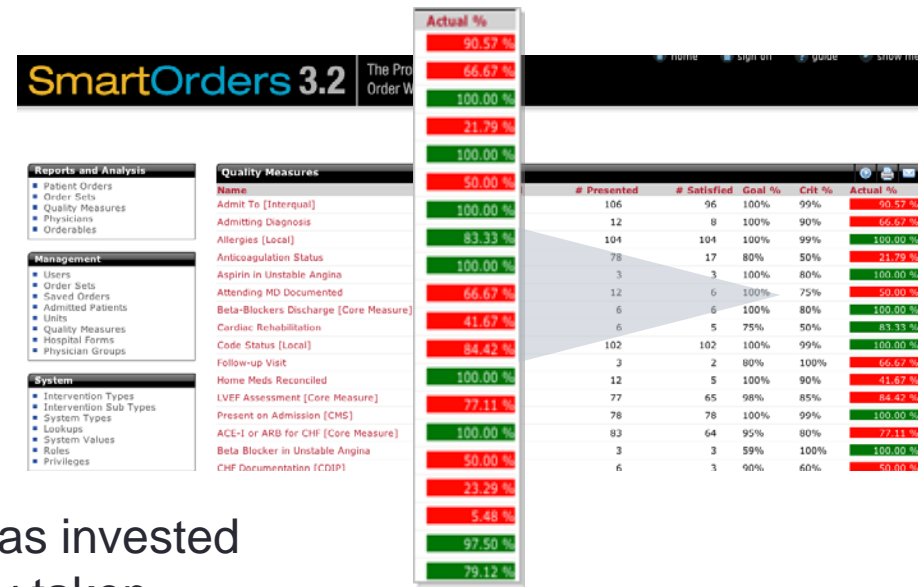 Actual %
90.57 %
66.67 %
100.00 %
21.79 %
100.00 %
50.00 %
100.00 %
83.33 %
100.00 %
66.67 %
41.67 %
84.42 %
100.00 %
77.11 %
100.00 %
50.00 %
23.29 %
5.48 %
97.50 %
79.12 %
home sign off guide show me
SmartOrders 3.2
The Pro
Order W
Reports and Analysis
Patient Orders
Order Sets
Quality Measures
Physicians
Orderables
Management
Users
Order Sets
Saved Orders
Admitted Patients
Units
Quality Measures
Hospital Forms
Physician Groups
System
Intervention Types
Intervention Sub Types
System Types
Lookups
System Values
Roles
Privileges
Quality Measures
Name # Presented # Satisfied Goal % Crit % Actual %
Admit To [Interqual] 106 96 100% 99% 90.57 %
Admitting Diagnosis 12 8 100% 90% 66.67 %
Allergies [Local] 104 104 100% 99% 100.00 %
Anticoagulation Status 78 17 80% 50% 21.79 %
Aspirin in Unstable Angina 3 3 100% 80% 100.00 %
Attending MD Documented 12 6 100% 75% 50.00 %
Beta-Blockers Discharge [Core Measure] 6 6 100% 80% 100.00 %
Cardiac Rehabilitation 6 5 75% 50% 83.33 %
Code Status [Local] 102 102 100% 99% 100.00 %
Follow-up Visit 3 2 80% 100% 66.67 %
Home Meds Reconciled 12 5 100% 90% 41.67 %
LVEF Assessment [Core Measure] 77 65 98% 85% 84.42 %
Present on Admission [CMS] 78 78 100% 99% 100.00 %
ACE-I or ARB for CHF [Core Measure] 83 64 95% 80% 77.11 %
Beta Blocker in Unstable Angina 3 3 59% 100% 100.00 %
CHF Documentation [CDIP] 6 3 90% 60% 50.00 %
as invested
taken